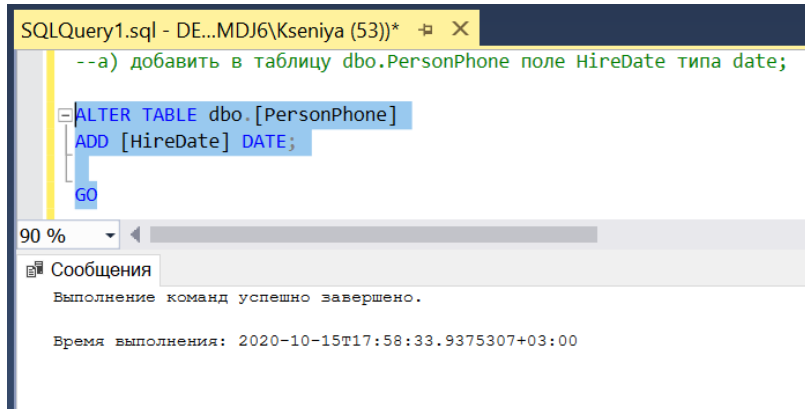 SQLQuery1.sql - DE...MDJ6\Kseniya (53))*
--а) добавить в таблицу dbo.PersonPhone поле HireDate типа date;
ALTER TABLE dbo.[PersonPhone]
ADD [HireDate] DATE;
GO
90 %
Сообщения
Выполнение команд успешно завершено.
Время выполнения: 2020-10-15T17:58:33.9375307+03:00